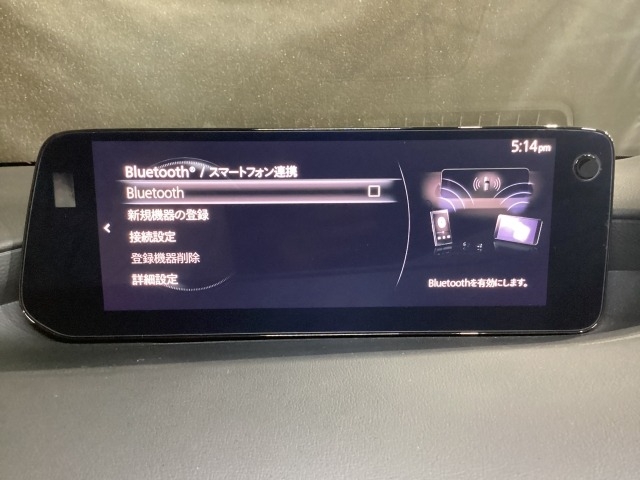 5:14pm
Bluetooth® / スマートフォン連携
Bluetooth
新規機器の登録
接続設定
登録機器削除
詳細設定
Bluetoothを有効にします。